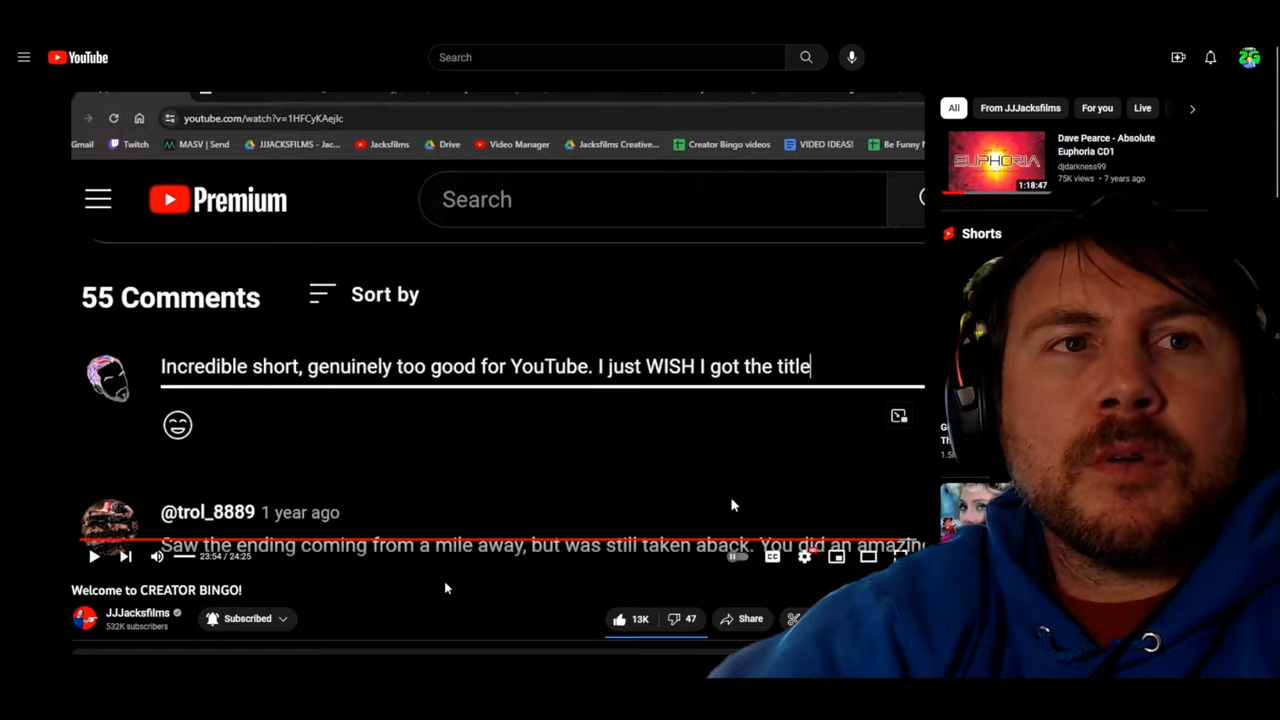 YouTube
Search
youtube.com/watch?v=1HFCyKAejlc
Gmail
Twitch
MASV | Send
JJJACKSFILMS - Jac...
Jacksfilms
Drive
Video Manager
Jacksfilms Creative...
Creator Bingo videos
VIDEO IDEAS!
Be Funny
Premium
Search
55 Comments
Sort by
Incredible short, genuinely too good for YouTube. I just WISH I got the title
@trol_8889 1 year ago
Saw the ending coming from a mile away, but was still taken aback. You did an amazing
23:54 / 24:25
CC
Welcome to CREATOR BINGO!
JJJacksfilms
532K subscribers
Subscribed
13K
47
Share
All
From JJJacksfilms
For you
Live
EUPHORIA
1:18:47
Dave Pearce - Absolute
Euphoria CD1
djdarkness99
75K views • 7 years ago
Shorts